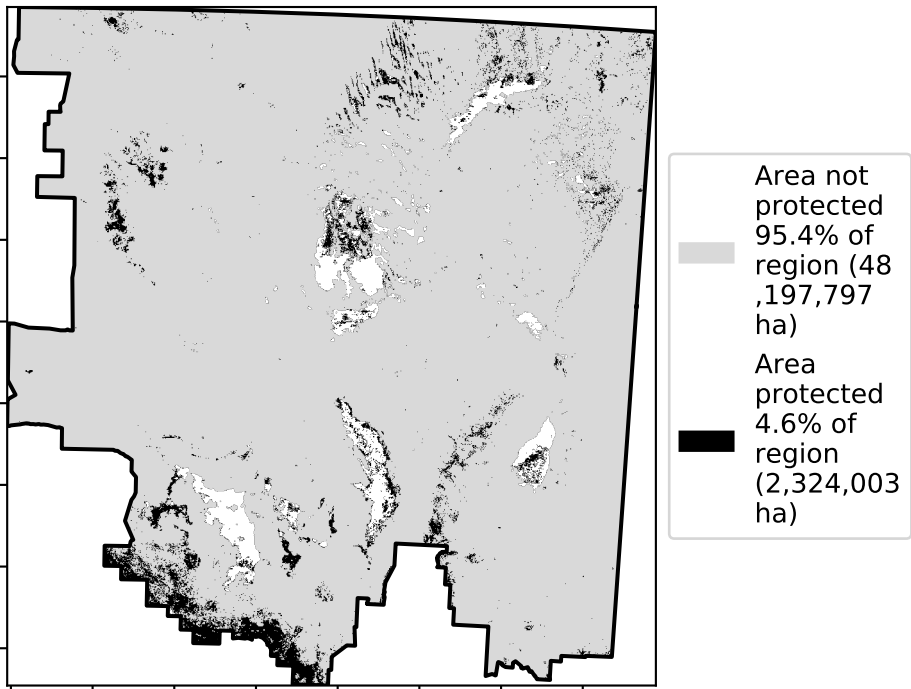 Area not
protected
95.4% of
region (48
,197,797
ha)
Area
protected
4.6% of
region
(2,324,003
ha)